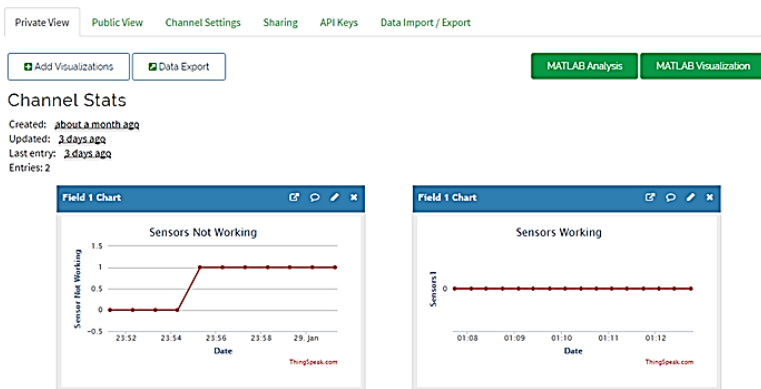 Private View Public View Channel Settings Sharing API Keys Data Import / Export
Add Visualizations Data Export MATLAB Analysis MATLAB Visualization
Channel Stats
Created: about a month ago
Updated: 3 days ago
Last entry: 3 days ago
Entries: 2
Field 1 Chart
Sensors Not Working
Sensor Not Working
1.5
1
0.5
0
-0.5
23:52 23:54 23:56 23:58 29. Jan
Date
ThingSpeak.com
Field 1 Chart
Sensors Working
Sensors1
0
01:08 01:09 01:10 01:11 01:12
Date
ThingSpeak.com